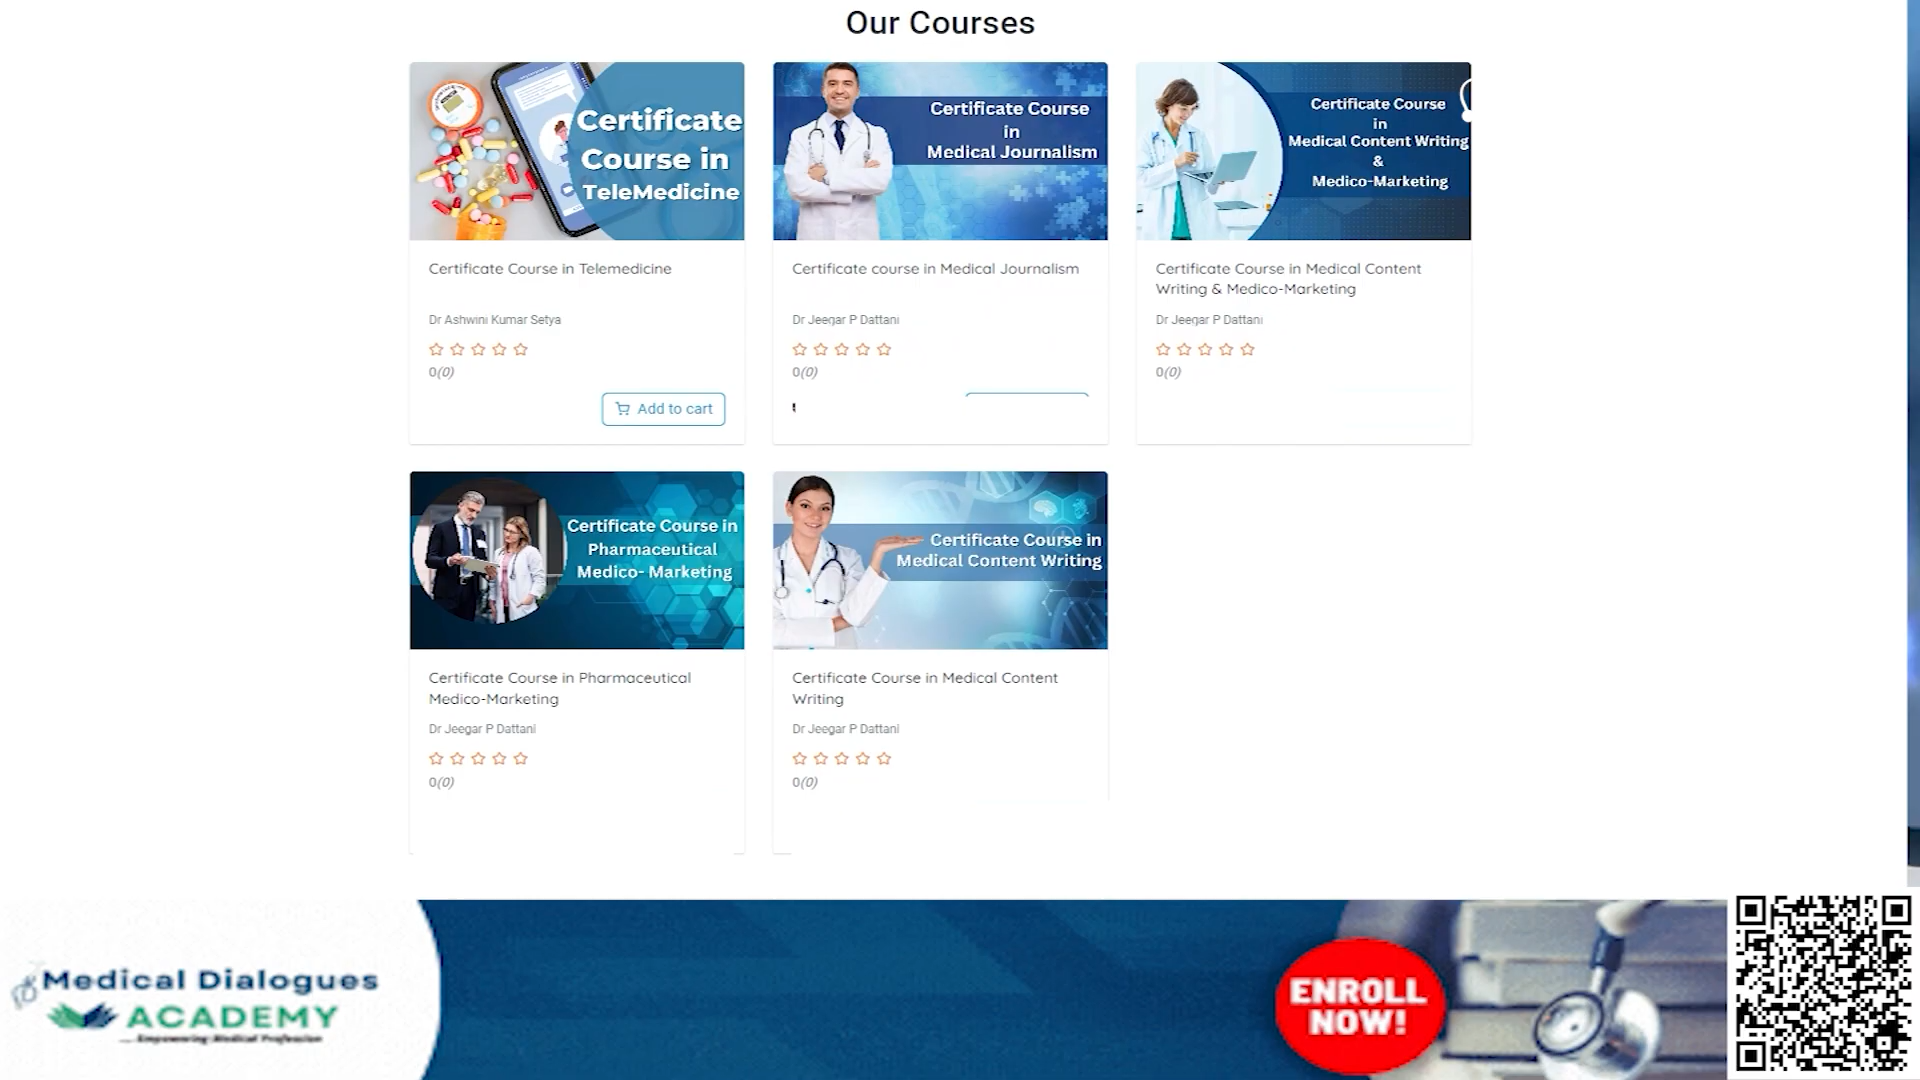 Our Courses
Certificate
Course in
TeleMedicine
Certificate Course in Telemedicine
Dr Ashwini Kumar Setya
0(0)
Add to cart
Certificate Course
in
Medical Journalism
Certificate course in Medical Journalism
Dr Jeegar P Dattani
0(0)
Certificate Course
in
Medical Content Writing
&
Medico-Marketing
Certificate Course in Medical Content
Writing & Medico-Marketing
Dr Jeegar P Dattani
0(0)
Certificate Course in
Pharmaceutical
Medico- Marketing
Certificate Course in Pharmaceutical
Medico-Marketing
Dr Jeegar P Dattani
0(0)
Certificate Course in
Medical Content Writing
Certificate Course in Medical Content
Writing
Dr Jeegar P Dattani
0(0)
Medical Dialogues
ACADEMY
.... Empowering Medical Profession
ENROLL
NOW!